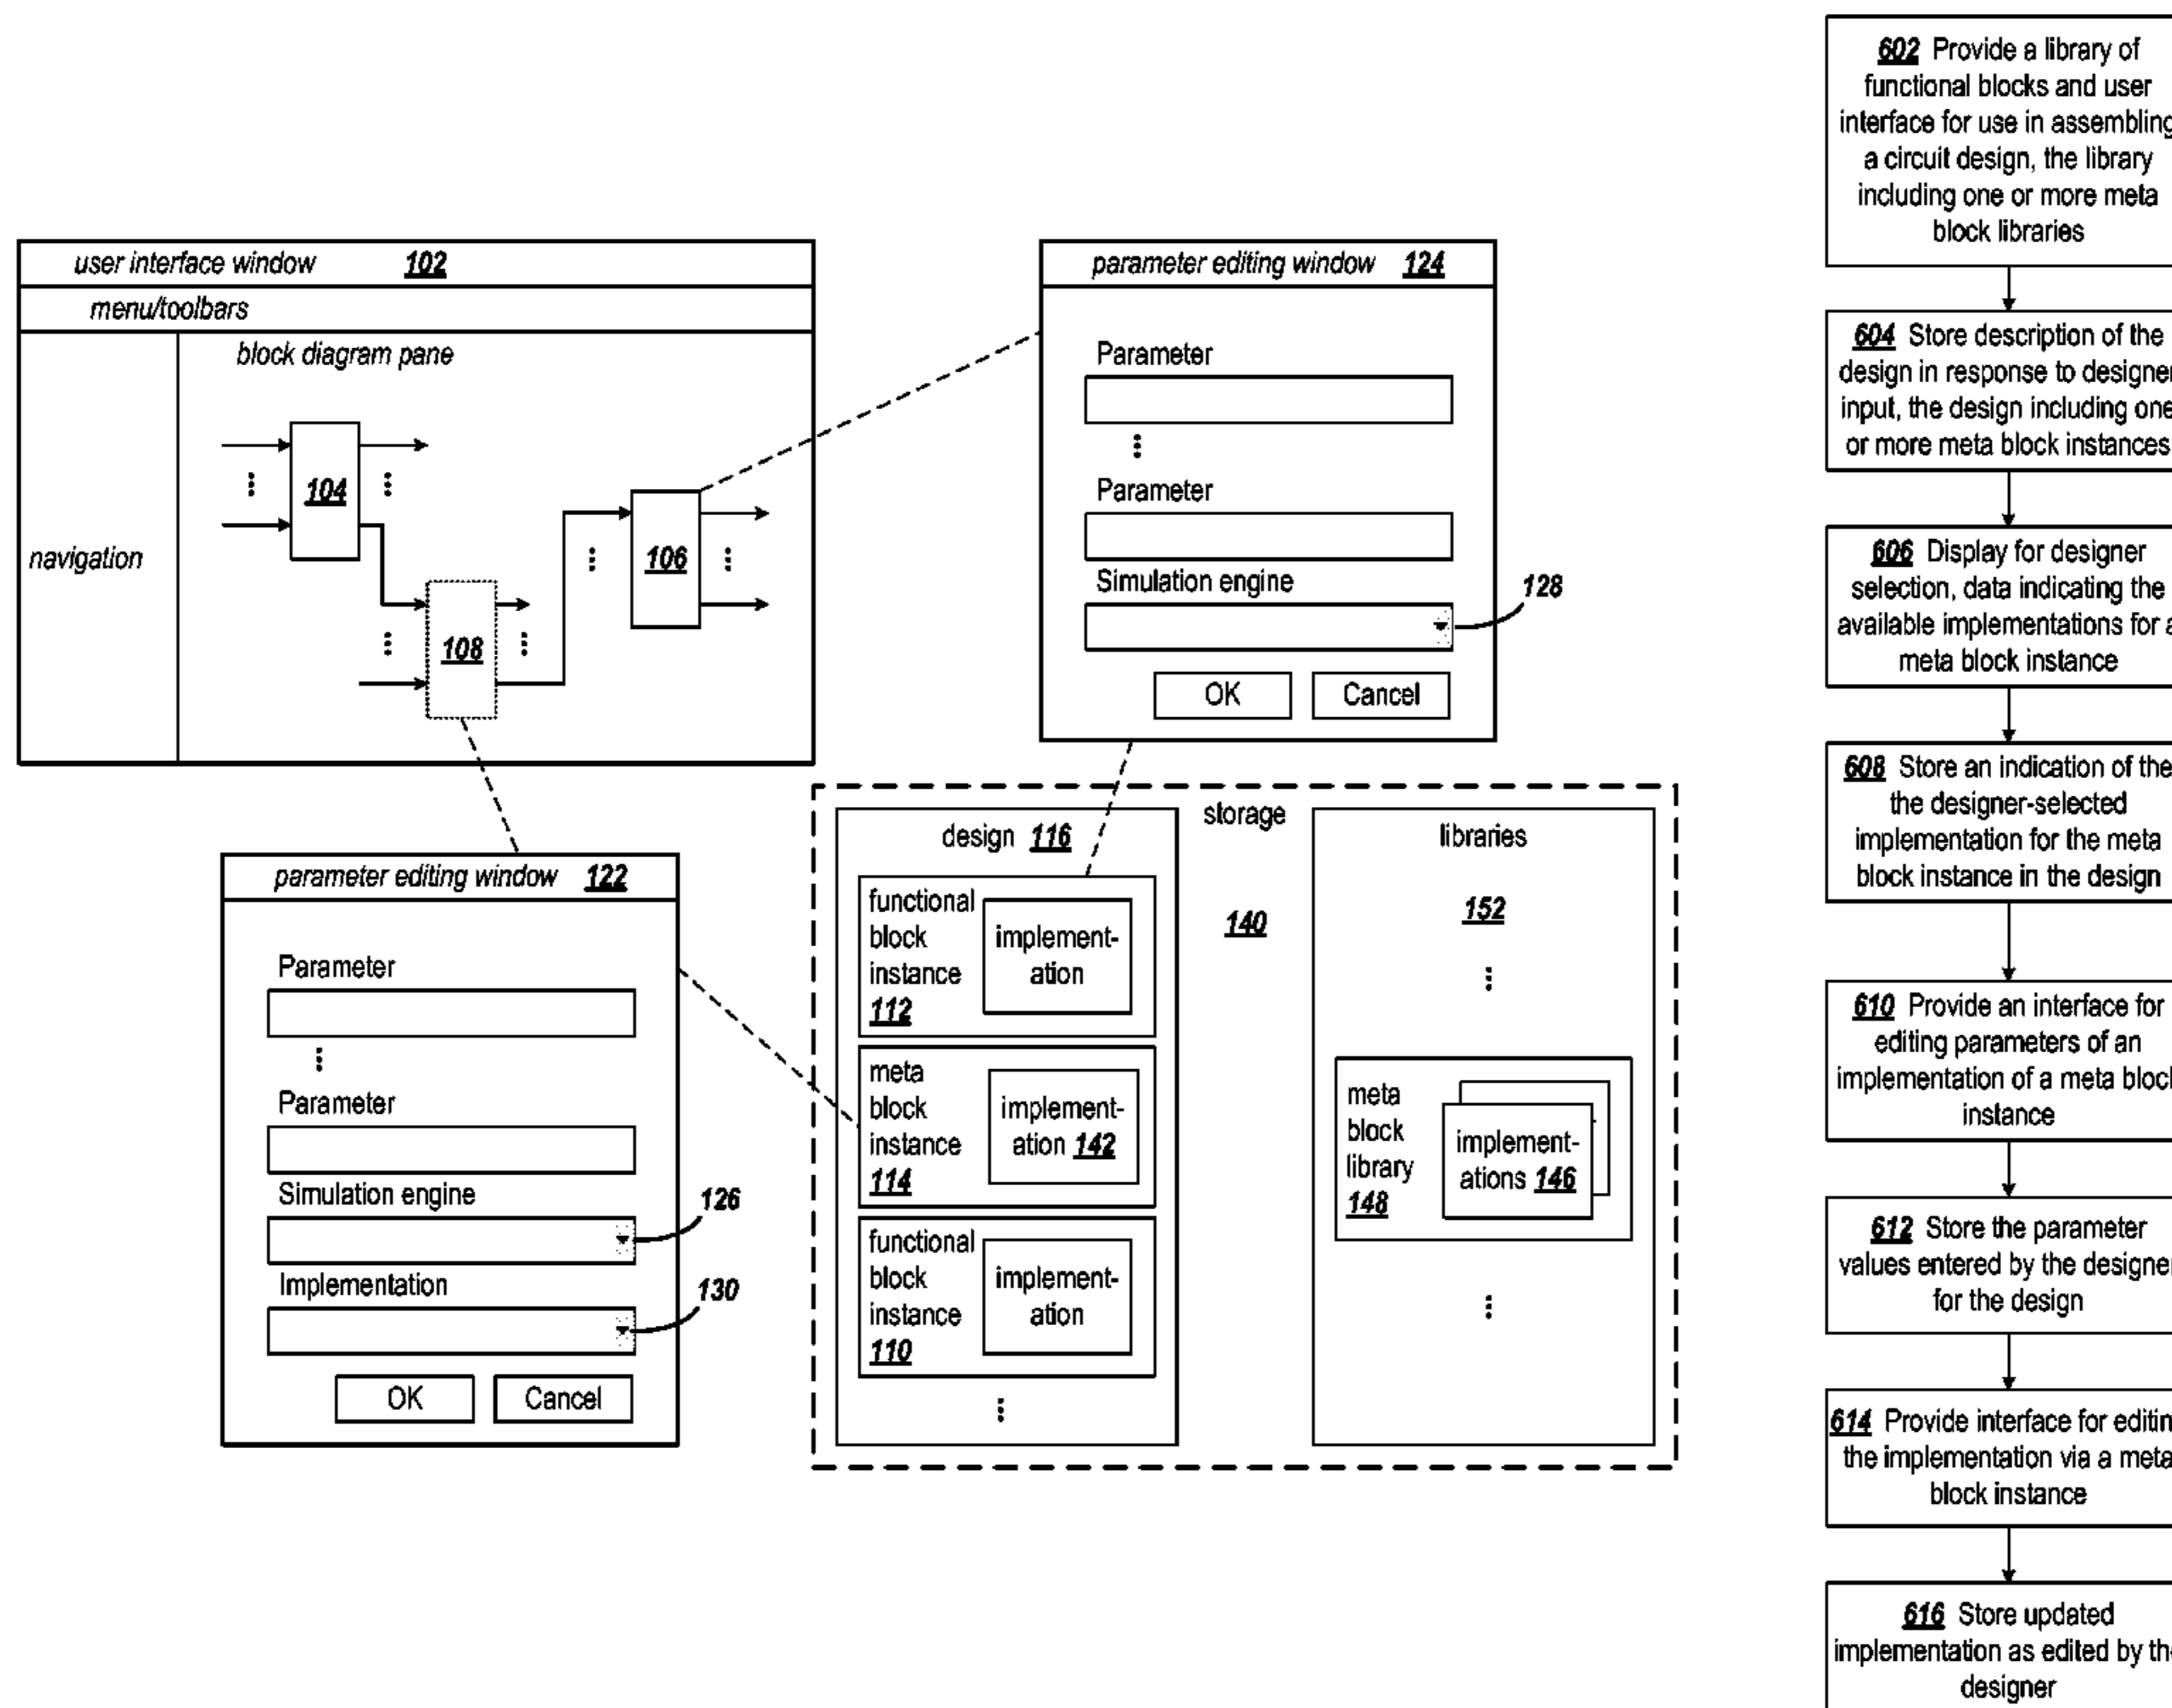 user interface window 102
menu/toolbars
navigation
block diagram pane
104
108
106
parameter editing window 124
Parameter
Parameter
Simulation engine
128
OK
Cancel
parameter editing window 122
Parameter
Parameter
Simulation engine
126
Implementation
130
OK
Cancel
storage
140
design 116
functional
block
instance
112
implement-
ation
meta
block
instance
114
implement-
ation 142
functional
block
instance
110
implement-
ation
libraries
152
meta
block
library
148
implement-
ations 146
602 Provide a library of
functional blocks and user
interface for use in assembling
a circuit design, the library
including one or more meta
block libraries
604 Store description of the
design in response to designer
input, the design including one
or more meta block instances
606 Display for designer
selection, data indicating the
available implementations for a
meta block instance
608 Store an indication of the
the designer-selected
implementation for the meta
block instance in the design
610 Provide an interface for
editing parameters of an
implementation of a meta block
instance
612 Store the parameter
values entered by the designer
for the design
614 Provide interface for editin
the implementation via a meta
block instance
616 Store updated
implementation as edited by the
designer